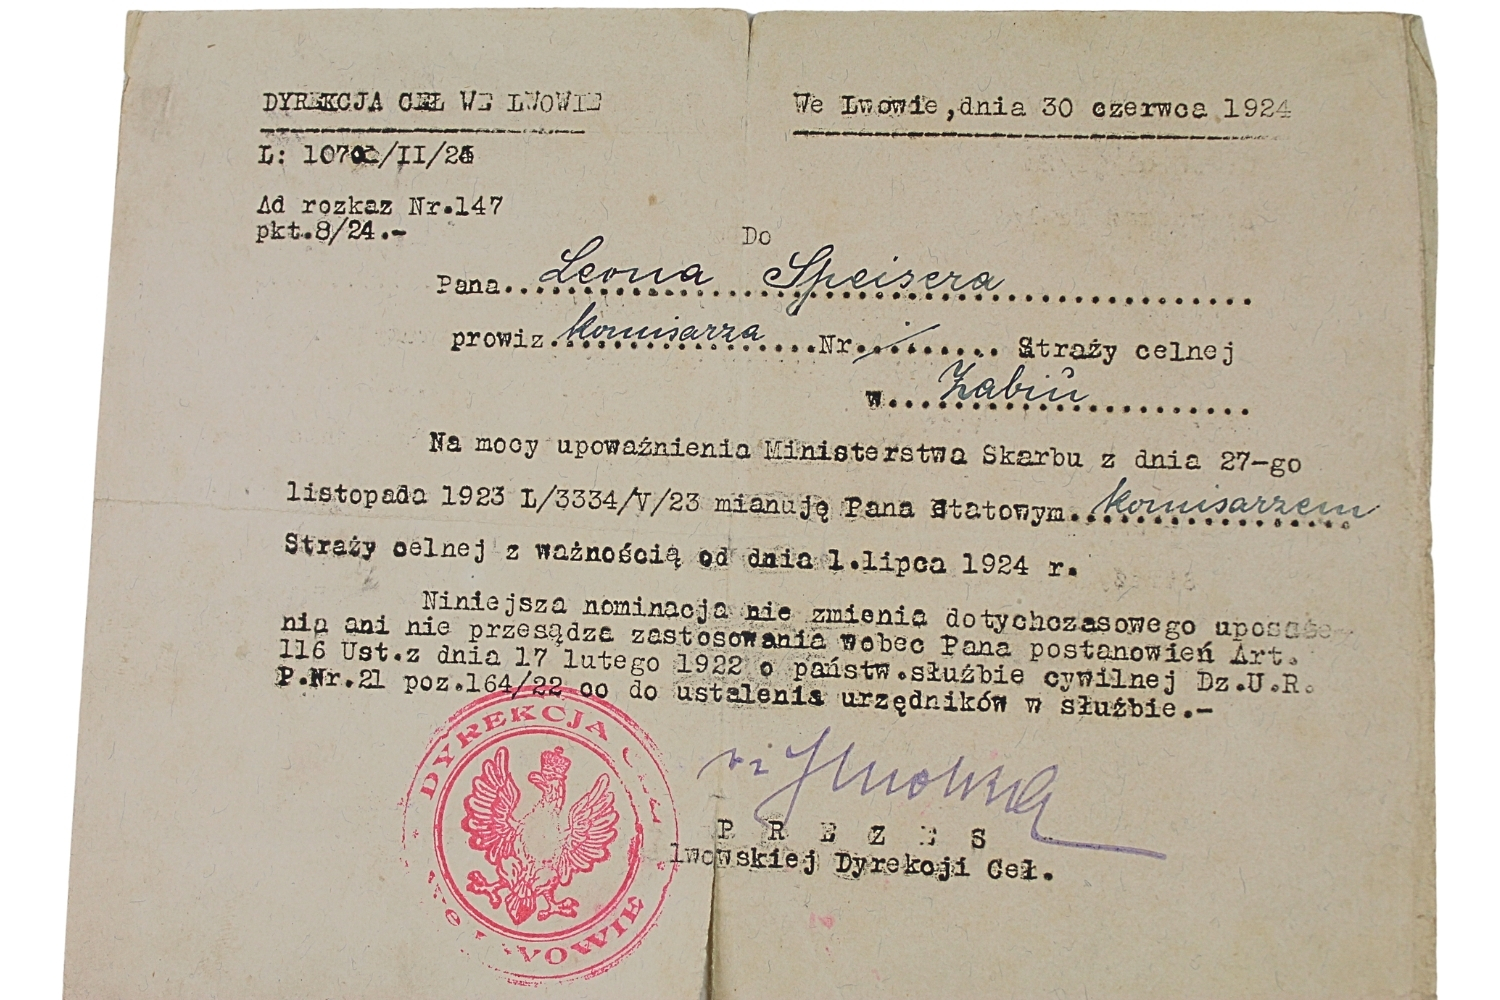 DYREKCJA CEŁ WE LWOWIE
We Lwowie, dnia 30 czerwca 1924
L: /II/24
Ad rozkaz Nr.147
pkt.8/24.-
Do
Pana Leona Speisera
prowiz. komisarza Nr. / Straży celnej
w Żabiu
Na mocy upoważnienia Ministerstwa Skarbu z dnia 27-go
listopada 1923 L/3334/V/23 mianuję Pana etatowym komisarzem
Straży celnej z ważnością od dnia 1.lipca 1924 r.
Niniejsza nominacja nie zmienia dotychczasowego uposaże-
nia ani nie przesądza zastosowania wobec Pana postanowień Art.
116 Ust.z dnia 17 lutego 1922 o państw.służbie cywilnej Dz.U.R.
P.Nr.21 poz.164/22 co do ustalenia urzędników w służbie.-
P R E Z E S
lwowskiej Dyrekcji Ceł.
DYREKCJA CEŁ
we LWOWIE